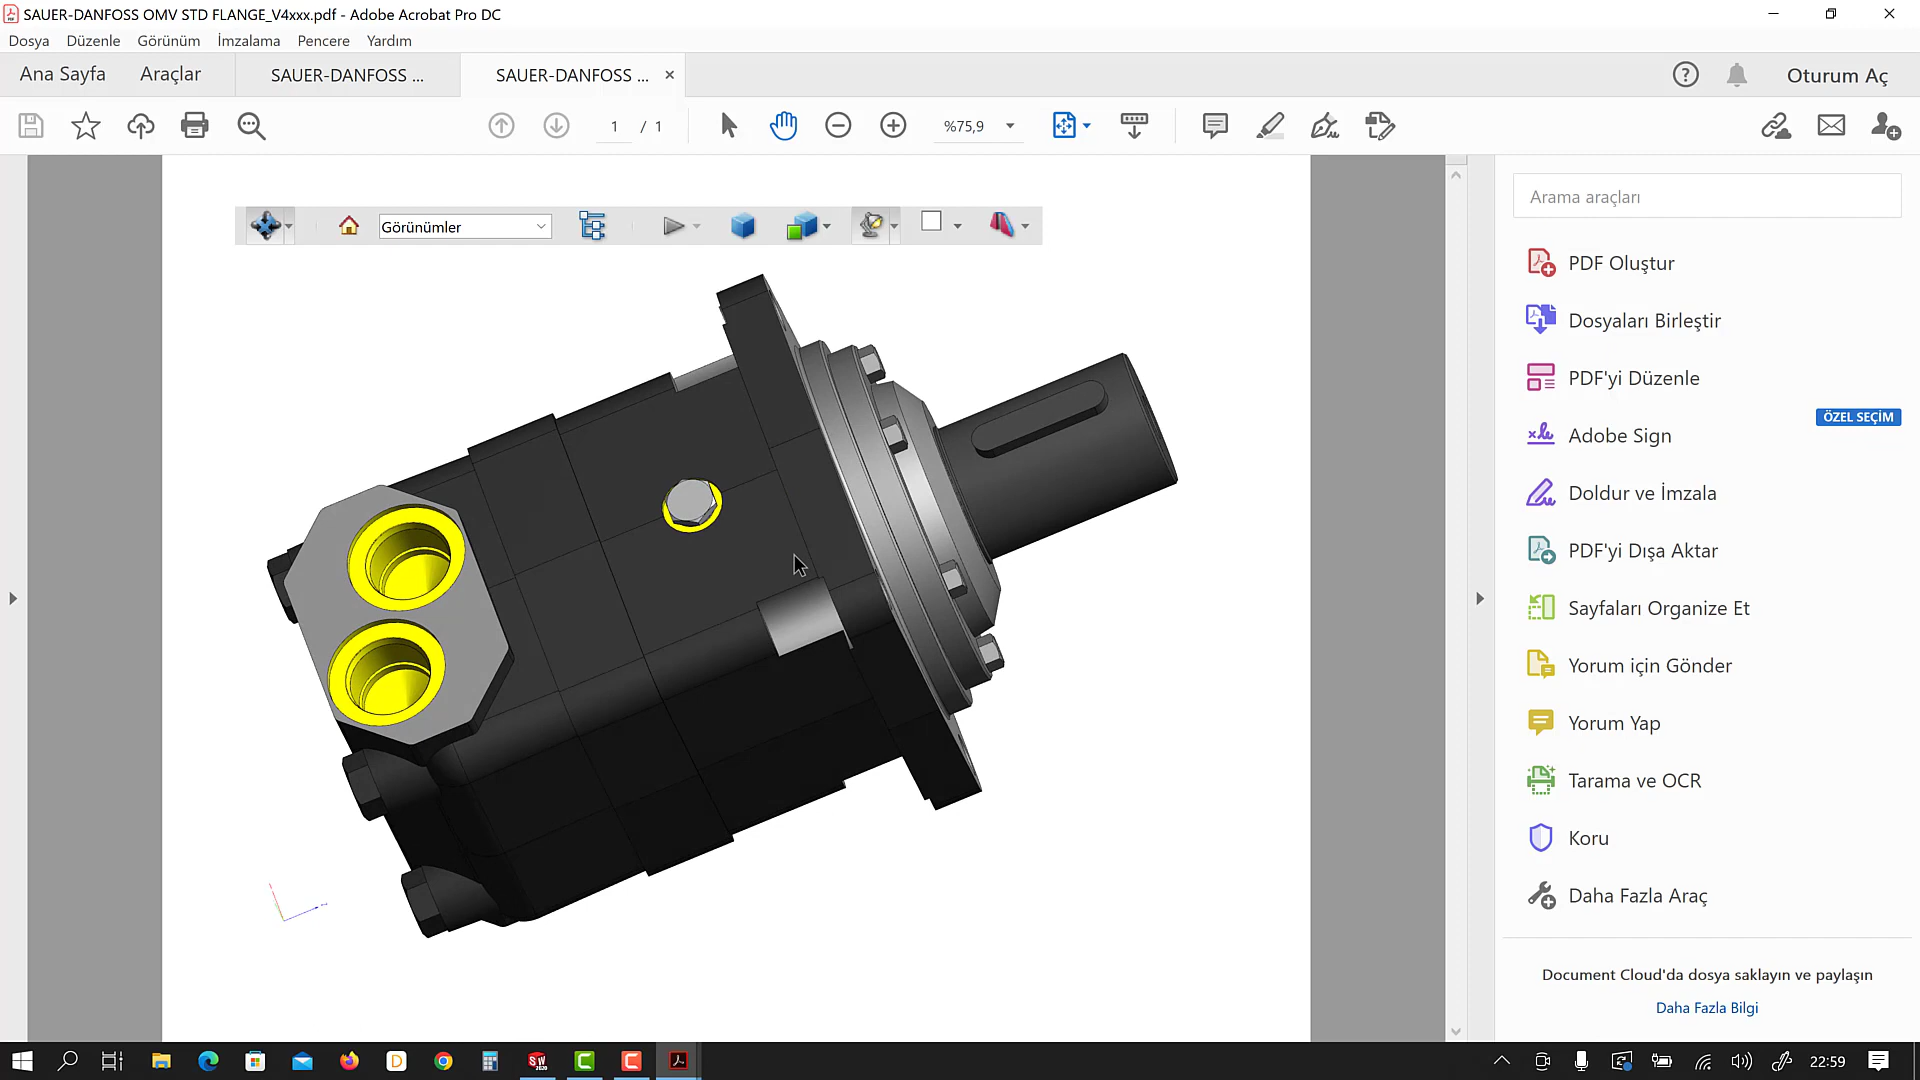 SAUER-DANFOSS OMV STD FLANGE_V4xxx.pdf - Adobe Acrobat Pro DC
Dosya Düzenle Görünüm İmzalama Pencere Yardım
Ana Sayfa Araçlar SAUER-DANFOSS ... SAUER-DANFOSS ... Oturum Aç
1 / 1 %75,9
Arama araçları
Görünümler
PDF Oluştur
Dosyaları Birleştir
PDF'yi Düzenle
ÖZEL SEÇİM
Adobe Sign
Doldur ve İmzala
PDF'yi Dışa Aktar
Sayfaları Organize Et
Yorum için Gönder
Yorum Yap
Tarama ve OCR
Koru
Daha Fazla Araç
Document Cloud'da dosya saklayın ve paylaşın
Daha Fazla Bilgi
22:59